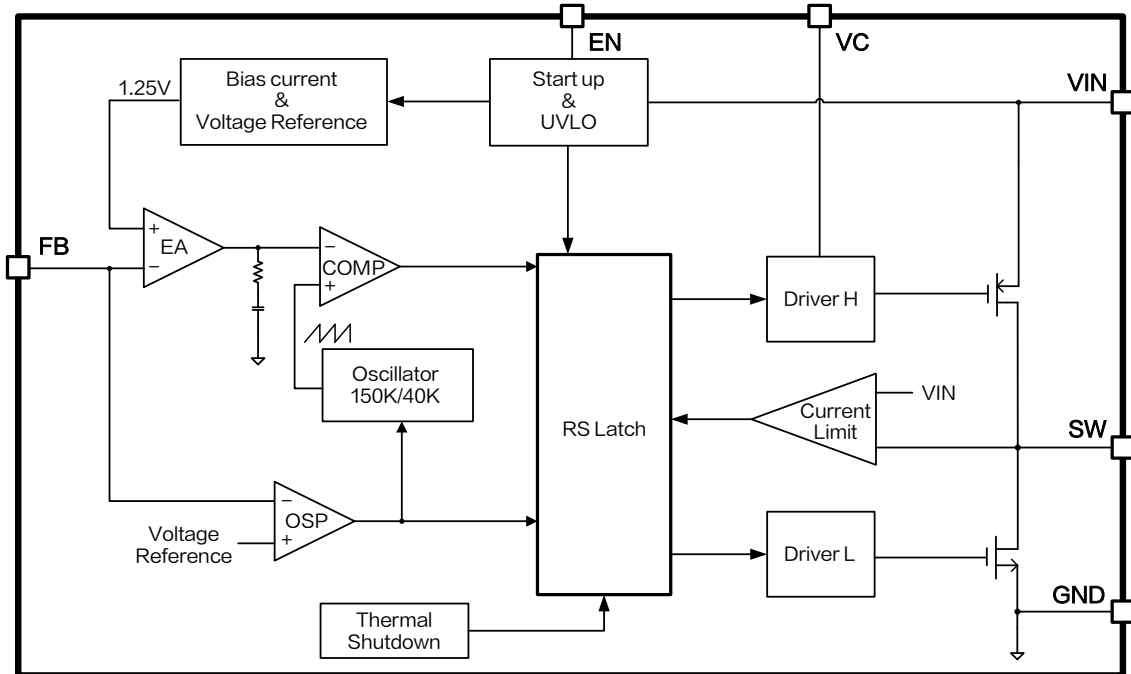 EN
VC
Bias current
&
Voltage Reference
Start up
&
UVLO
1.25V
VIN
+
EA
−
FB
−
COMP
+
Driver H
Oscillator
150K/40K
RS Latch
Current
Limit
VIN
SW
−
OSP
+
Voltage
Reference
Driver L
GND
Thermal
Shutdown